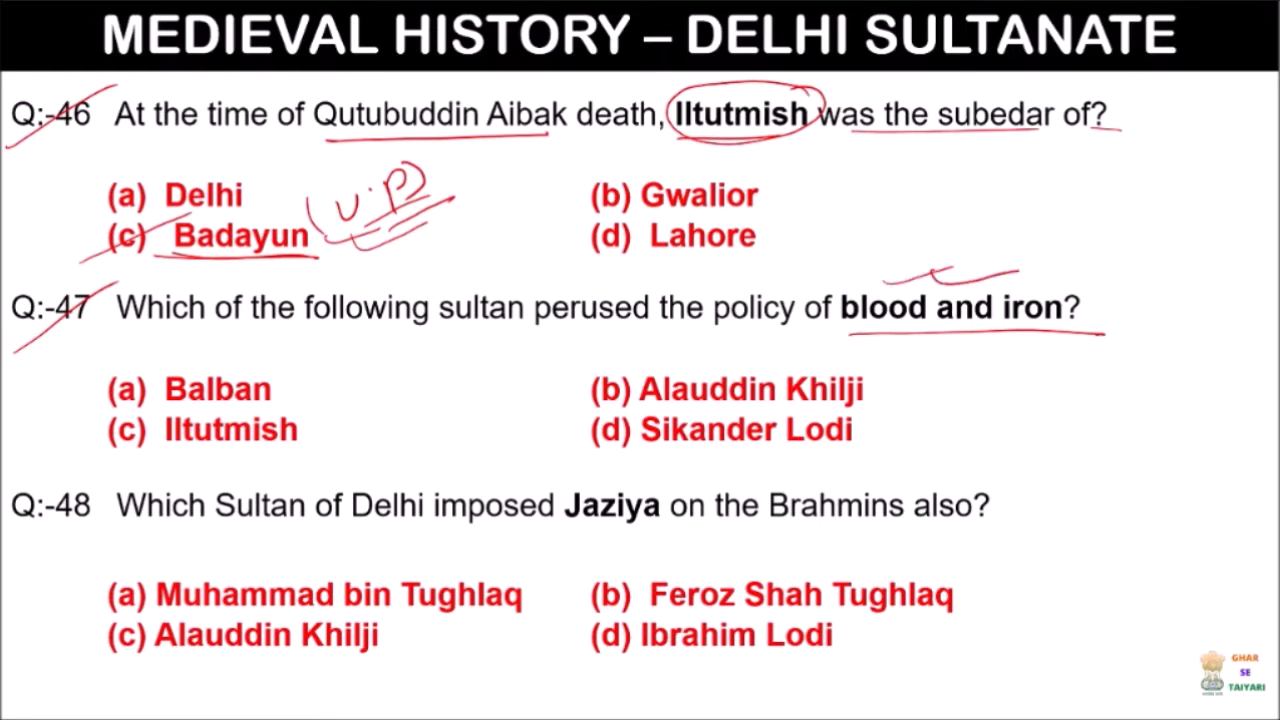 MEDIEVAL HISTORY – DELHI SULTANATE
Q:-46 At the time of Qutubuddin Aibak death, Iltutmish was the subedar of?
(a) Delhi (U.P) (b) Gwalior
(c) Badayun (d) Lahore
Q:-47 Which of the following sultan perused the policy of blood and iron?
(a) Balban (b) Alauddin Khilji
(c) Iltutmish (d) Sikander Lodi
Q:-48 Which Sultan of Delhi imposed Jaziya on the Brahmins also?
(a) Muhammad bin Tughlaq (b) Feroz Shah Tughlaq
(c) Alauddin Khilji (d) Ibrahim Lodi
GHAR
SE
TAIYARI